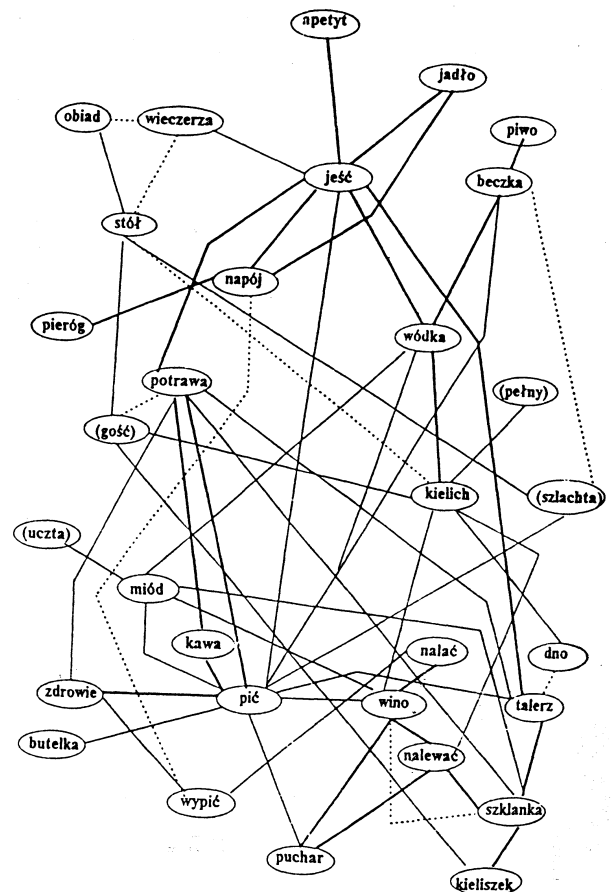 apetyt
jadło
obiad
wieczerza
piwo
jeść
beczka
stół
napój
pieróg
wódka
potrawa
(pełny)
(gość)
kielich
(szlachta)
(uczta)
miód
kawa
nalać
dno
zdrowie
pić
wino
talerz
butelka
nalewać
wypić
szklanka
puchar
kieliszek